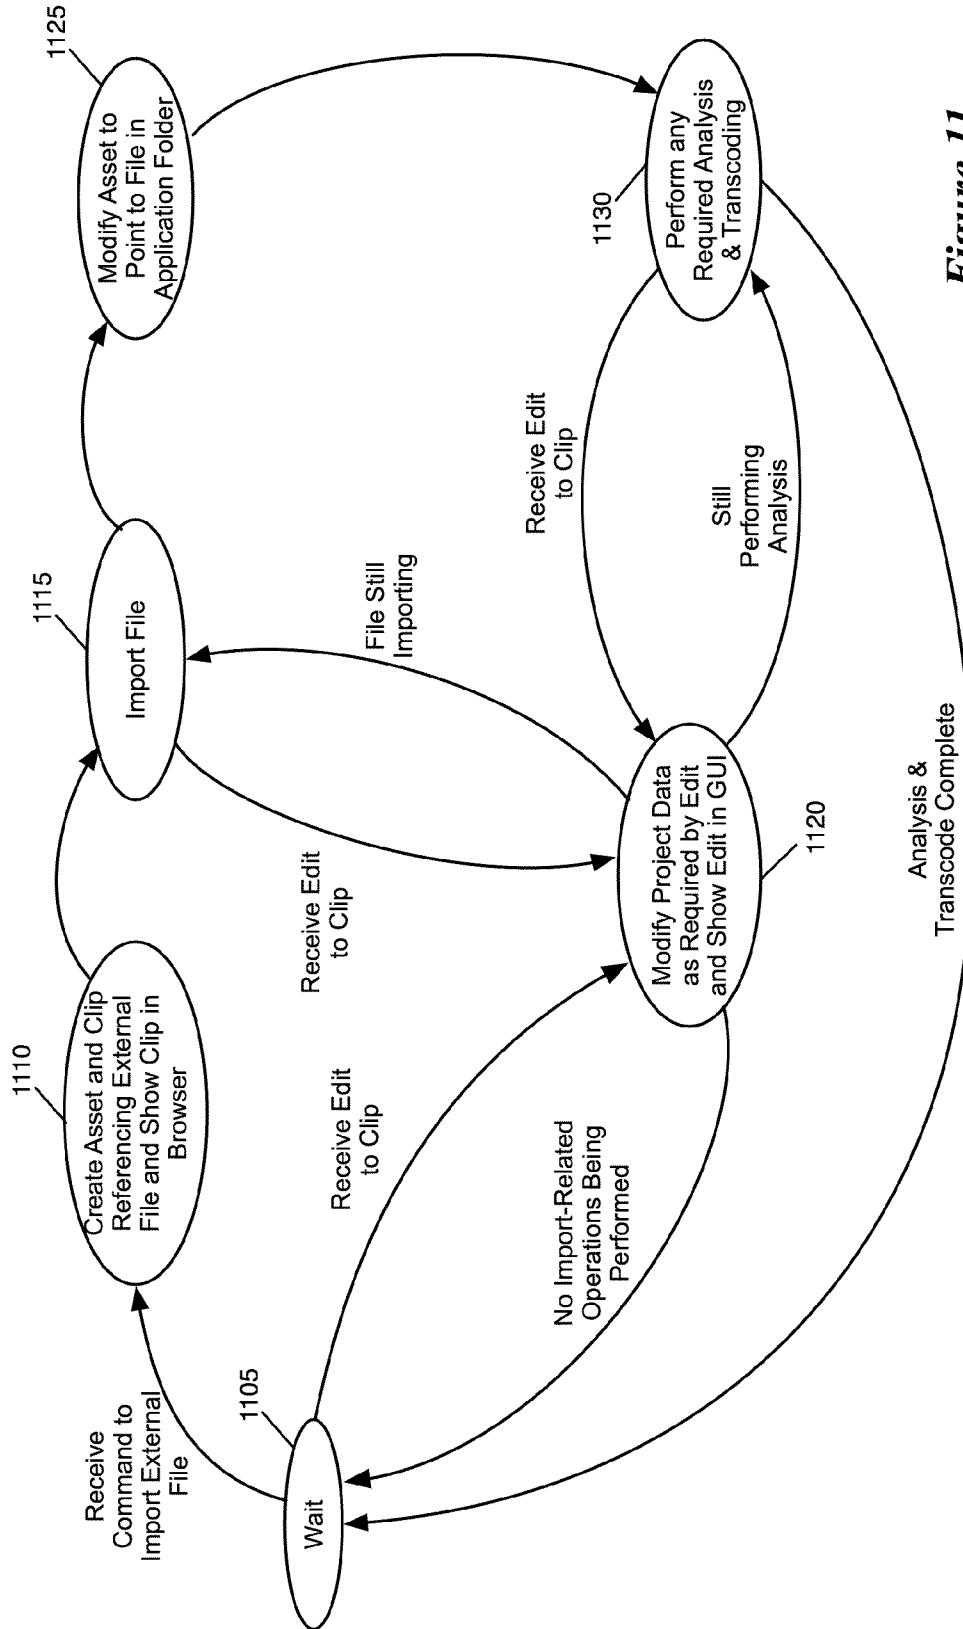 1110
Create Asset and Clip
Referencing External
File and Show Clip in
Browser
1115
Import File
1125
Modify Asset to
Point to File in
Application Folder
Receive
Command to
Import External
File
1105
Wait
Receive Edit
to Clip
Receive Edit
to Clip
File Still
Importing
Receive Edit
to Clip
1130
Perform any
Required Analysis
& Transcoding
No Import-Related
Operations Being
Performed
Modify Project Data
as Required by Edit
and Show Edit in GUI
1120
Still
Performing
Analysis
Analysis &
Transcode Complete
Figure 11